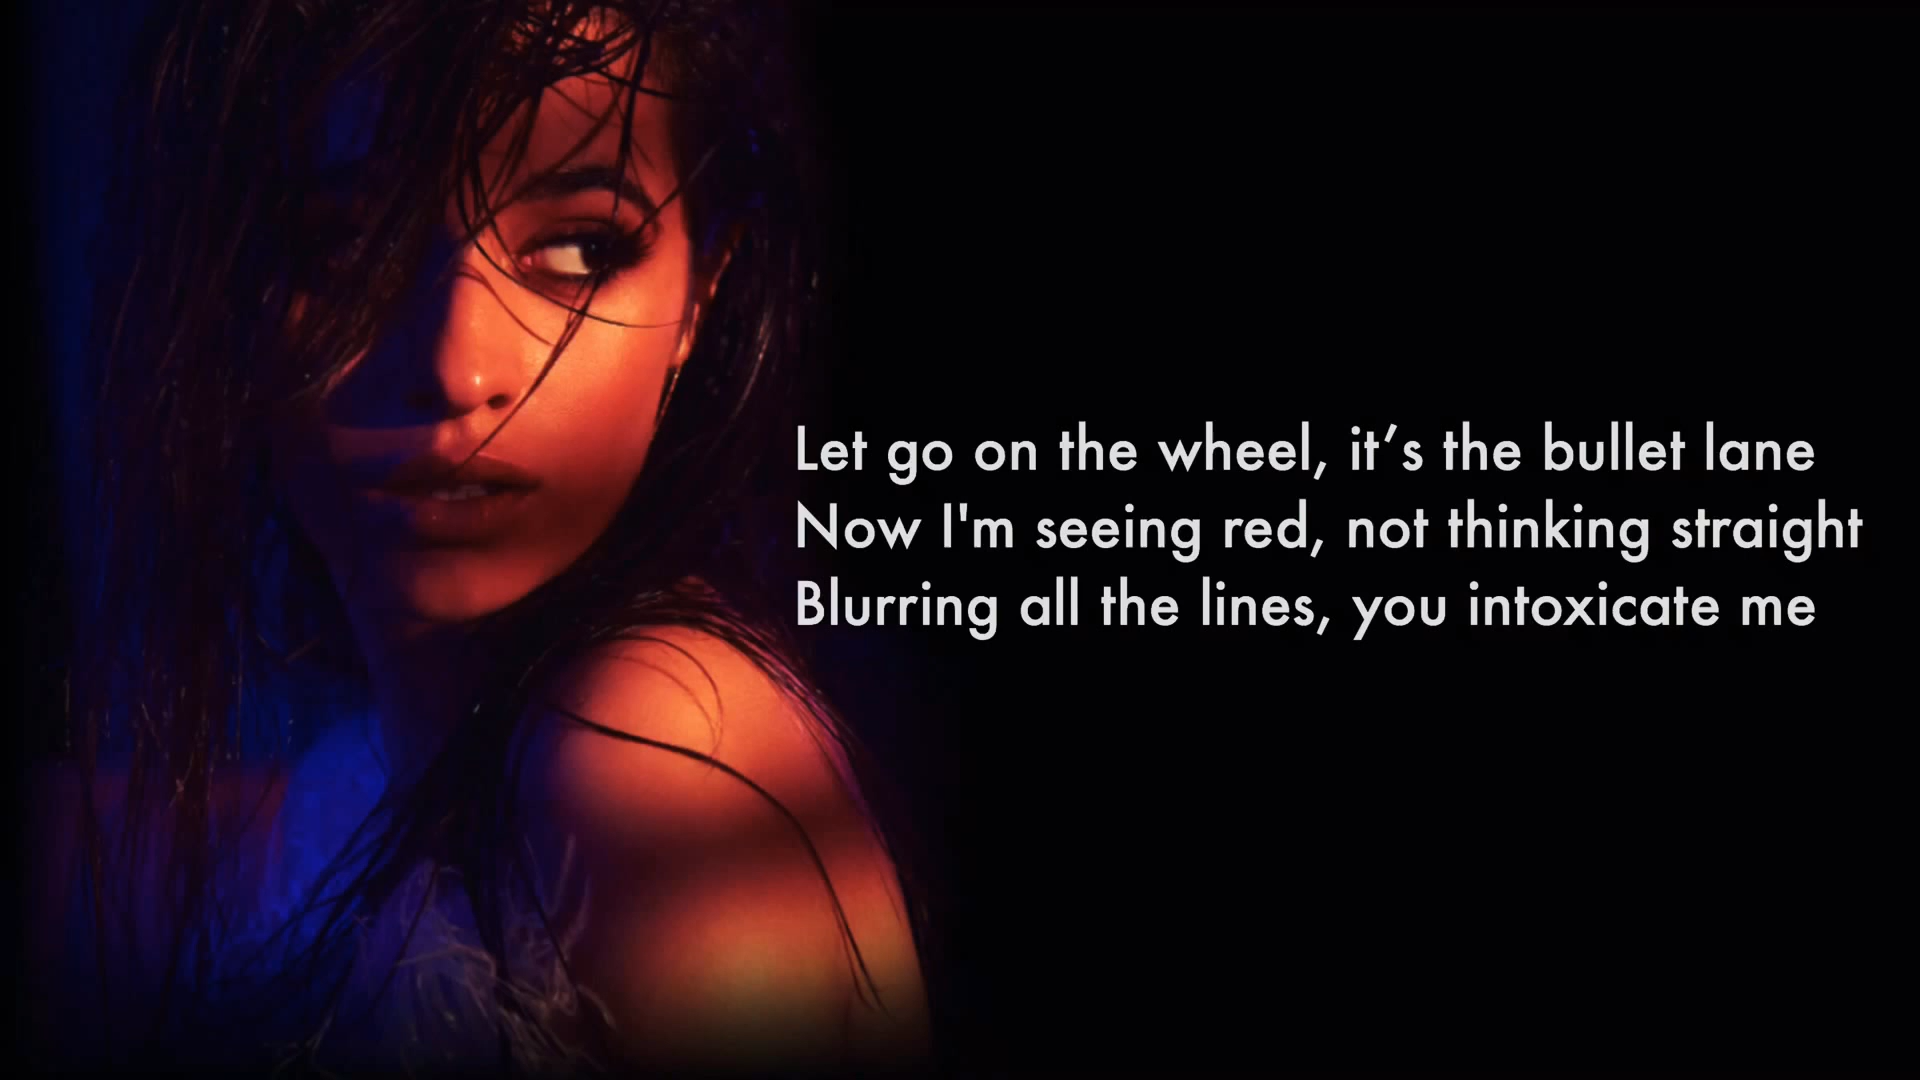 Let go on the wheel, it’s the bullet lane
Now I'm seeing red, not thinking straight
Blurring all the lines, you intoxicate me